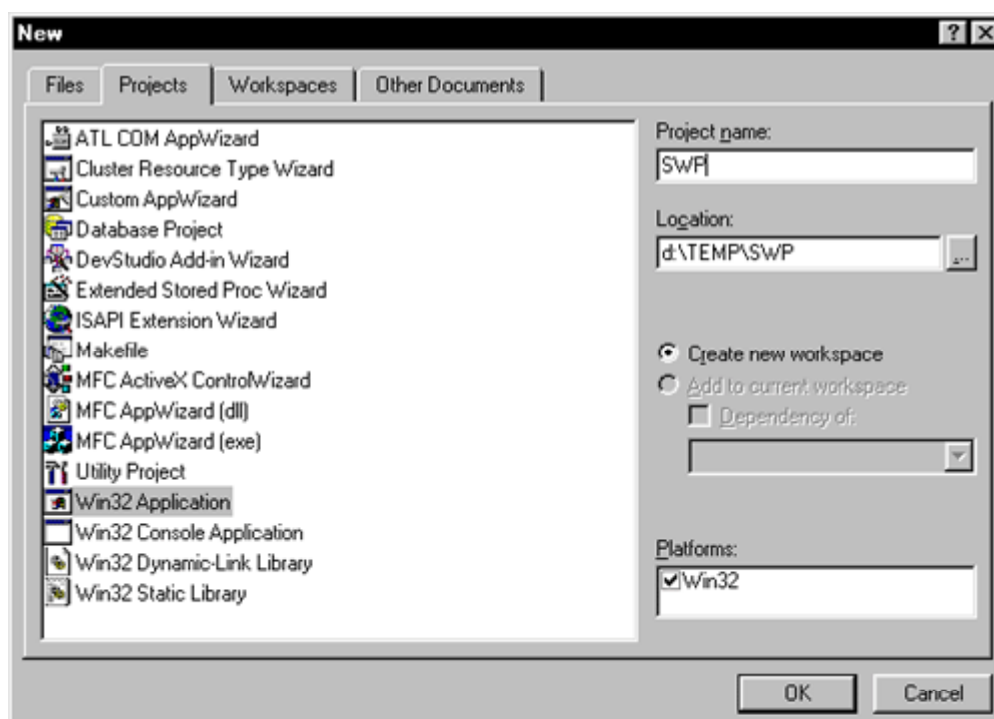 New
Files Projects Workspaces Other Documents
ATL COM AppWizard
Cluster Resource Type Wizard
Custom AppWizard
Database Project
DevStudio Add-in Wizard
Extended Stored Proc Wizard
ISAPI Extension Wizard
Makefile
MFC ActiveX ControlWizard
MFC AppWizard (dll)
MFC AppWizard (exe)
Utility Project
Win32 Application
Win32 Console Application
Win32 Dynamic-Link Library
Win32 Static Library
Project name:
SWP
Location:
d:\TEMP\SWP
...
Create new workspace
Add to current workspace
Dependency of:
Platforms:
Win32
OK Cancel